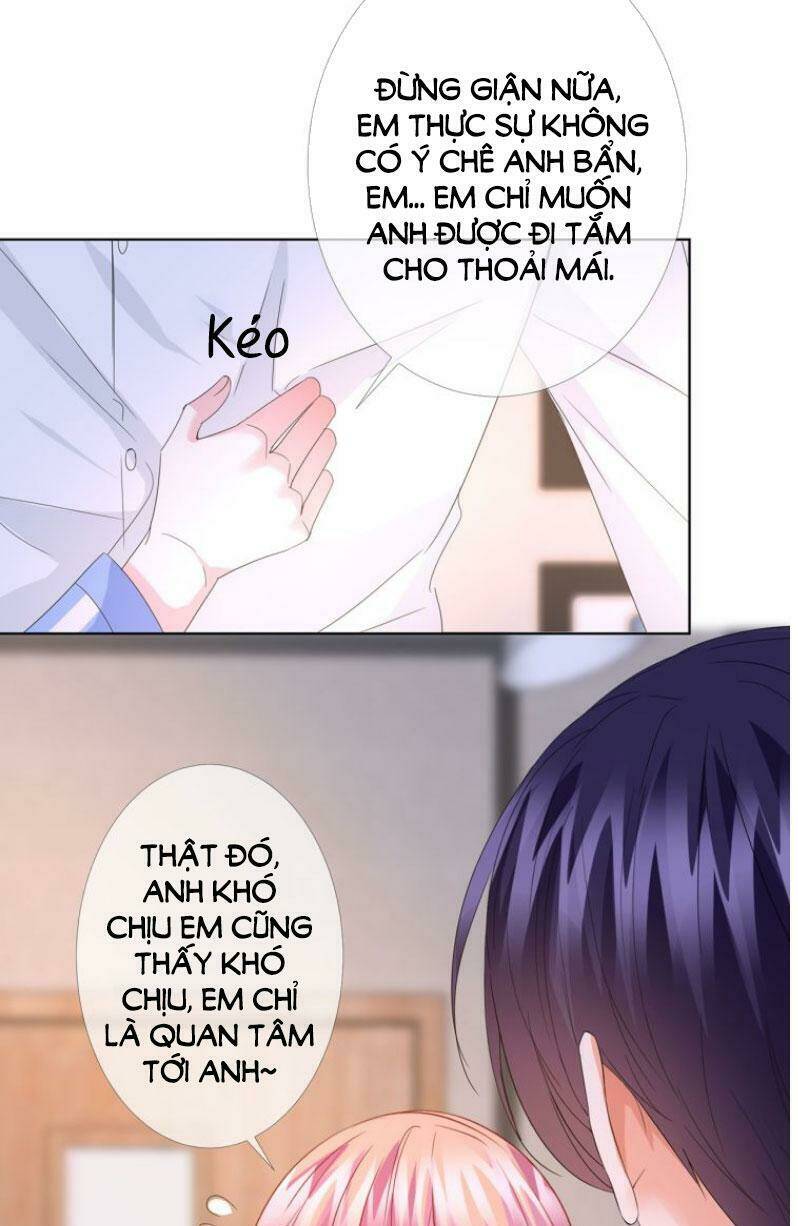 ĐỪNG GIẬN NỮA,
EM THỰC SỰ KHÔNG
CÓ Ý CHÊ ANH BẨN,
EM... EM CHỈ MUỐN
ANH ĐƯỢC ĐI TẮM
CHO THOẢI MÁI.
Kéo
THẬT ĐÓ,
ANH KHÓ
CHỊU EM CŨNG
THẤY KHÓ
CHỊU, EM CHỈ
LÀ QUAN TÂM
TỚI ANH~